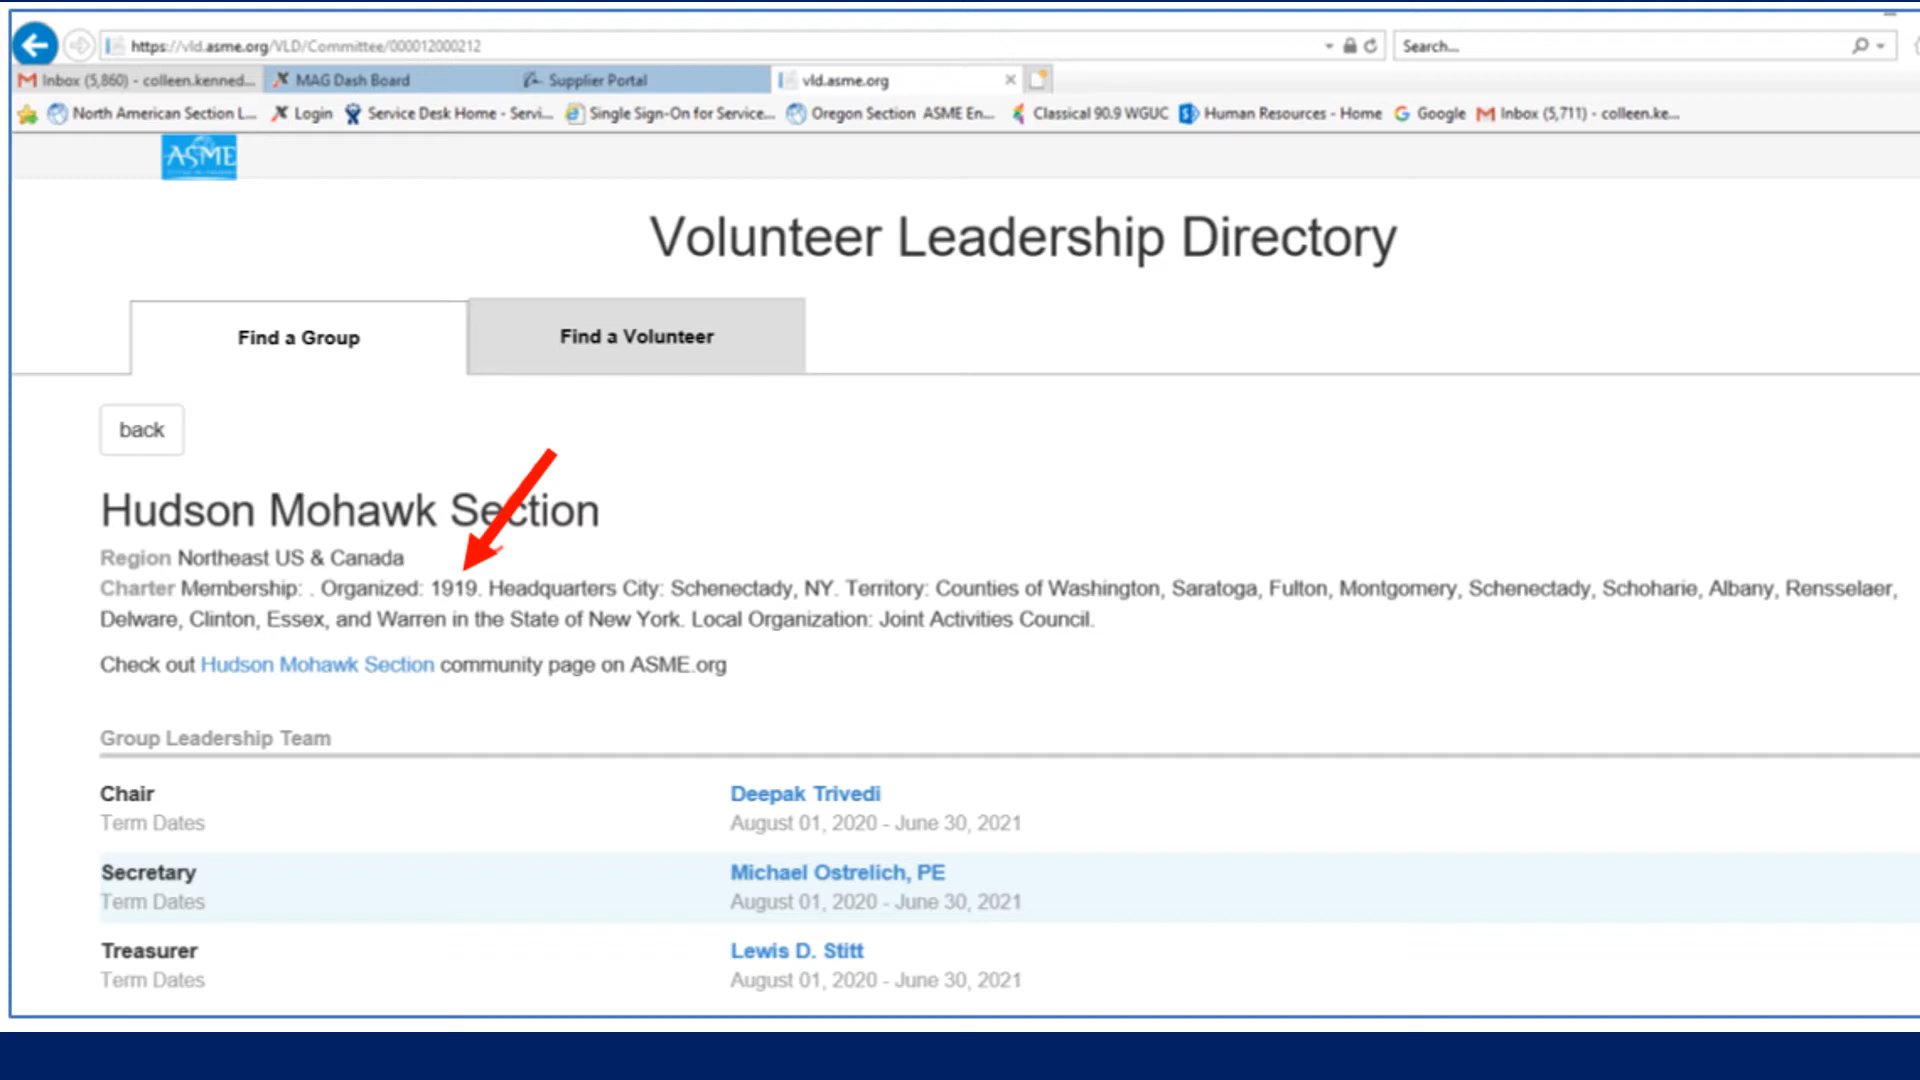 https://vld.asme.org/VLD/Committee/000012000212
Search...
Inbox (5,860) - colleen.kenned...
MAG Dash Board
Supplier Portal
vld.asme.org
North American Section L...
Login
Service Desk Home - Servi...
Single Sign-On for Service...
Oregon Section ASME En...
Classical 90.9 WGUC
Human Resources - Home
Google
Inbox (5,711) - colleen.ke...
ASME
Volunteer Leadership Directory
Find a Group
Find a Volunteer
back
Hudson Mohawk Section
Region Northeast US & Canada
Charter Membership: . Organized: 1919. Headquarters City: Schenectady, NY. Territory: Counties of Washington, Saratoga, Fulton, Montgomery, Schenectady, Schoharie, Albany, Rensselaer,
Delware, Clinton, Essex, and Warren in the State of New York. Local Organization: Joint Activities Council.
Check out Hudson Mohawk Section community page on ASME.org
Group Leadership Team
Chair
Deepak Trivedi
Term Dates
August 01, 2020 - June 30, 2021
Secretary
Michael Ostrelich, PE
Term Dates
August 01, 2020 - June 30, 2021
Treasurer
Lewis D. Stitt
Term Dates
August 01, 2020 - June 30, 2021